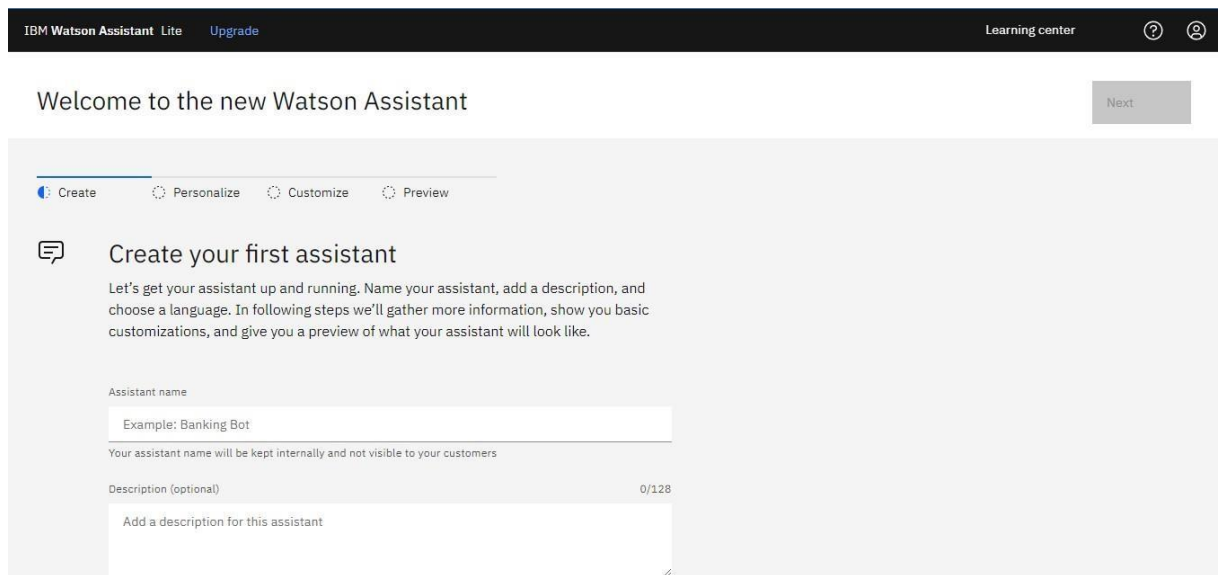 IBM Watson Assistant Lite Upgrade Learning center
Welcome to the new Watson Assistant
Next
Create Personalize Customize Preview
Create your first assistant
Let’s get your assistant up and running. Name your assistant, add a description, and
choose a language. In following steps we’ll gather more information, show you basic
customizations, and give you a preview of what your assistant will look like.
Assistant name
Example: Banking Bot
Your assistant name will be kept internally and not visible to your customers
Description (optional) 0/128
Add a description for this assistant